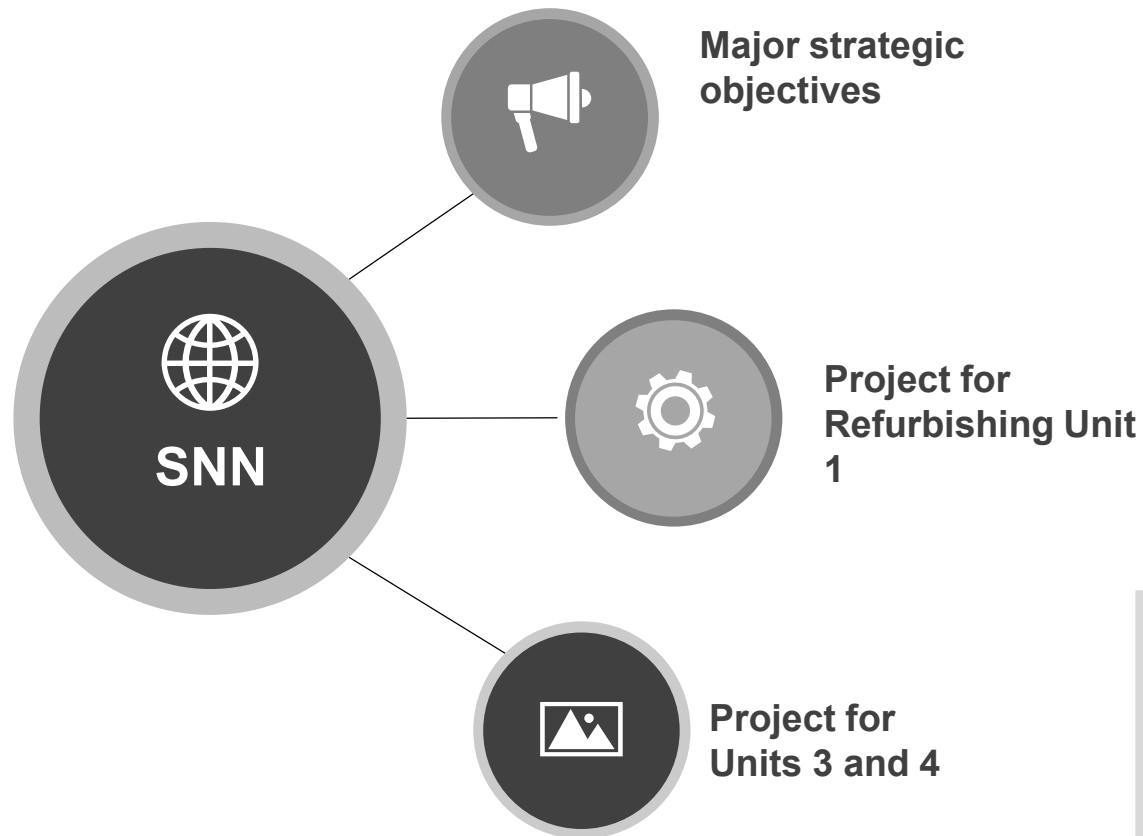 Major strategic
objectives
SNN
Project for
Refurbishing Unit
1
Project for
Units 3 and 4